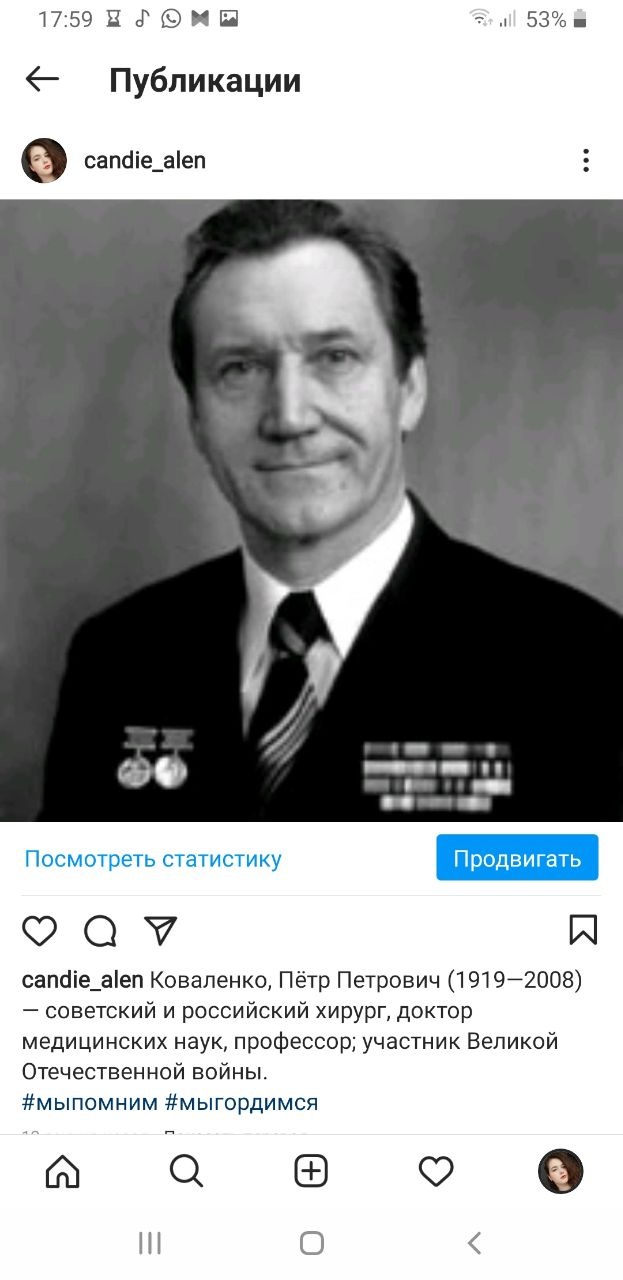 17:59
53%
Публикации
candie_alen
Посмотреть статистику
Продвигать
candie_alen Коваленко, Пётр Петрович (1919—2008)
— советский и российский хирург, доктор
медицинских наук, профессор; участник Великой
Отечественной войны.
#мыпомним #мыгордимся